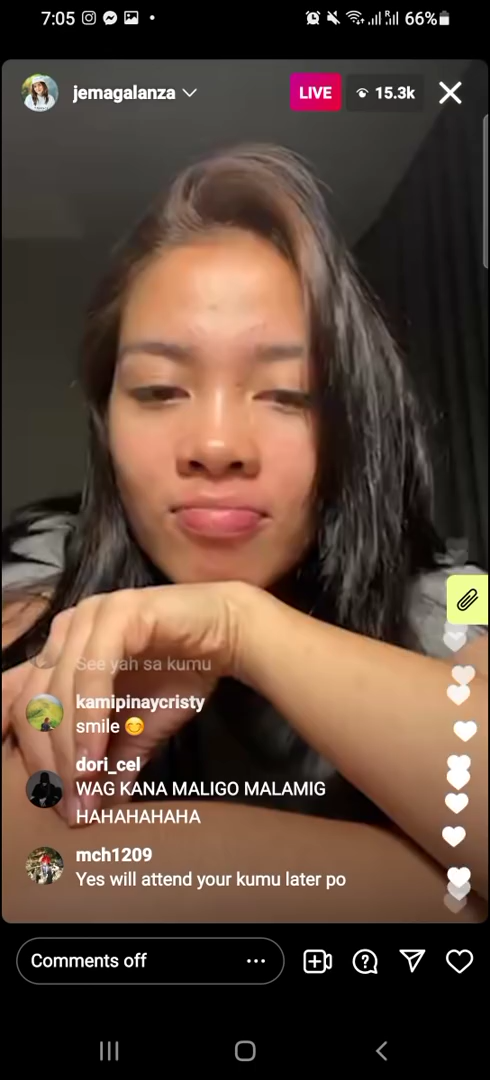 7:05
66%
jemagalanza
LIVE
15.3k
See yah sa kumu
kamipinaycristy
smile 😊
dori_cel
WAG KANA MALIGO MALAMIG
HAHAHAHAHA
mch1209
Yes will attend your kumu later po
Comments off